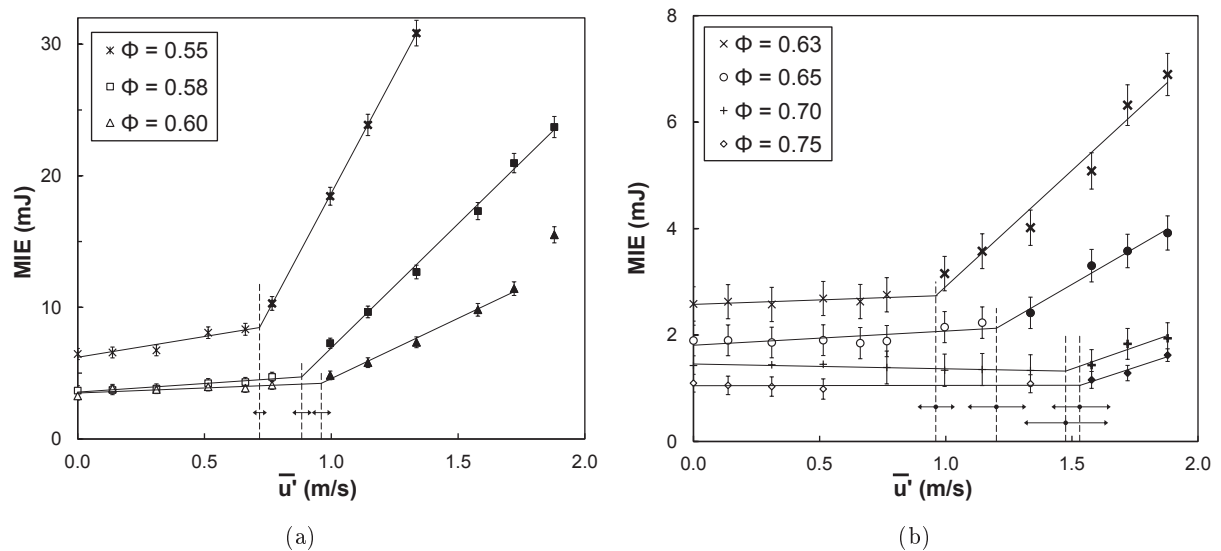 30
20
10
0
MIE (mJ)
Φ = 0.55
Φ = 0.58
Φ = 0.60
0.0 0.5 1.0 1.5 2.0
u̅' (m/s)
(a)
8
6
4
2
0
MIE (mJ)
Φ = 0.63
Φ = 0.65
Φ = 0.70
Φ = 0.75
0.0 0.5 1.0 1.5 2.0
u̅' (m/s)
(b)